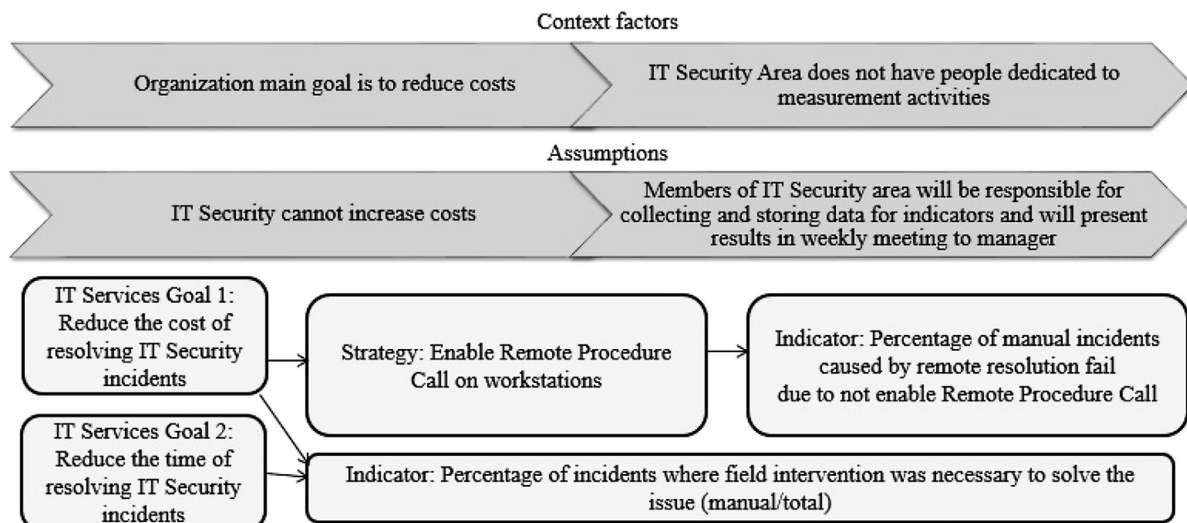 Context factors
Organization main goal is to reduce costs
IT Security Area does not have people dedicated to
measurement activities
Assumptions
IT Security cannot increase costs
Members of IT Security area will be responsible for
collecting and storing data for indicators and will present
results in weekly meeting to manager
IT Services Goal 1:
Reduce the cost of
resolving IT Security
incidents
Strategy: Enable Remote Procedure
Call on workstations
Indicator: Percentage of manual incidents
caused by remote resolution fail
due to not enable Remote Procedure Call
IT Services Goal 2:
Reduce the time of
resolving IT Security
incidents
Indicator: Percentage of incidents where field intervention was necessary to solve the
issue (manual/total)